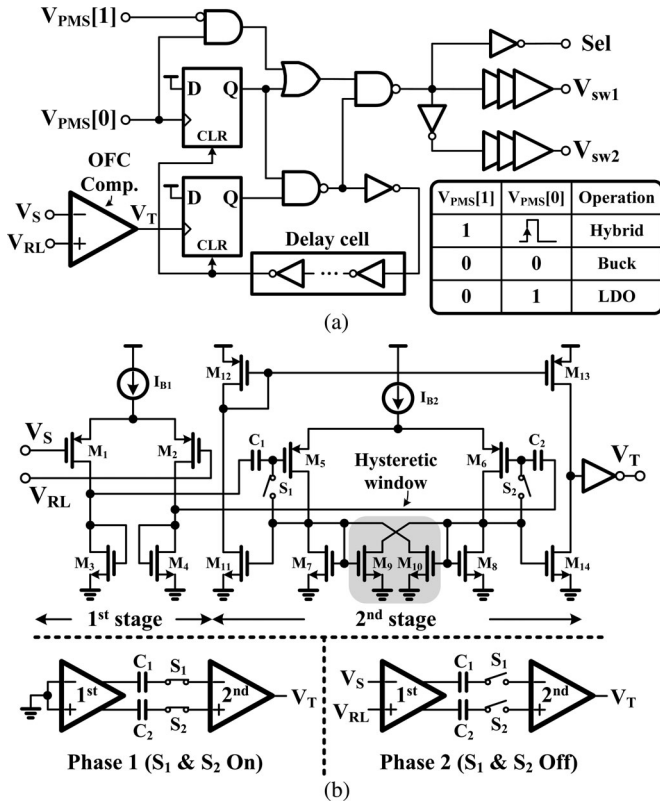 V_PMS[1]
Sel
D Q
V_PMS[0]
CLR
V_sw1
OFC
Comp.
V_sw2
V_S
V_T
D Q
V_RL
CLR
Delay cell
...
V_PMS[1] V_PMS[0] Operation
1 Hybrid
0 0 Buck
0 1 LDO
(a)
I_B1
M_12
I_B2
M_13
V_S
M_1 M_2
C_1
M_5
M_6
C_2
V_RL
S_1
Hysteretic
window
S_2
V_T
M_3 M_4 M_11 M_7 M_9 M_10 M_8 M_14
1st stage
2nd stage
1st
C_1 S_1
C_2 S_2
2nd
V_T
Phase 1 (S_1 & S_2 On)
V_S
V_RL
1st
C_1 S_1
C_2 S_2
2nd
V_T
Phase 2 (S_1 & S_2 Off)
(b)